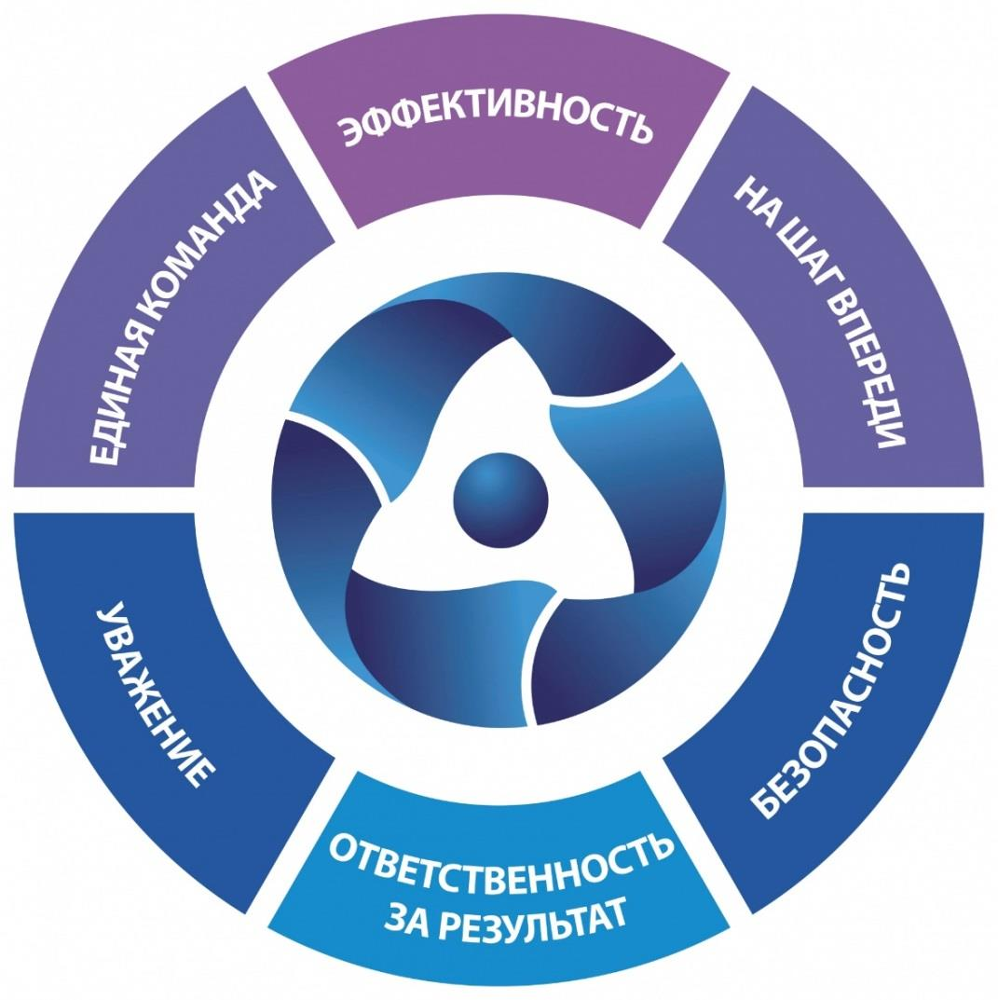 ЭФФЕКТИВНОСТЬ
НА ШАГ ВПЕРЕДИ
БЕЗОПАСНОСТЬ
ОТВЕТСТВЕННОСТЬ
ЗА РЕЗУЛЬТАТ
УВАЖЕНИЕ
ЕДИНАЯ КОМАНДА